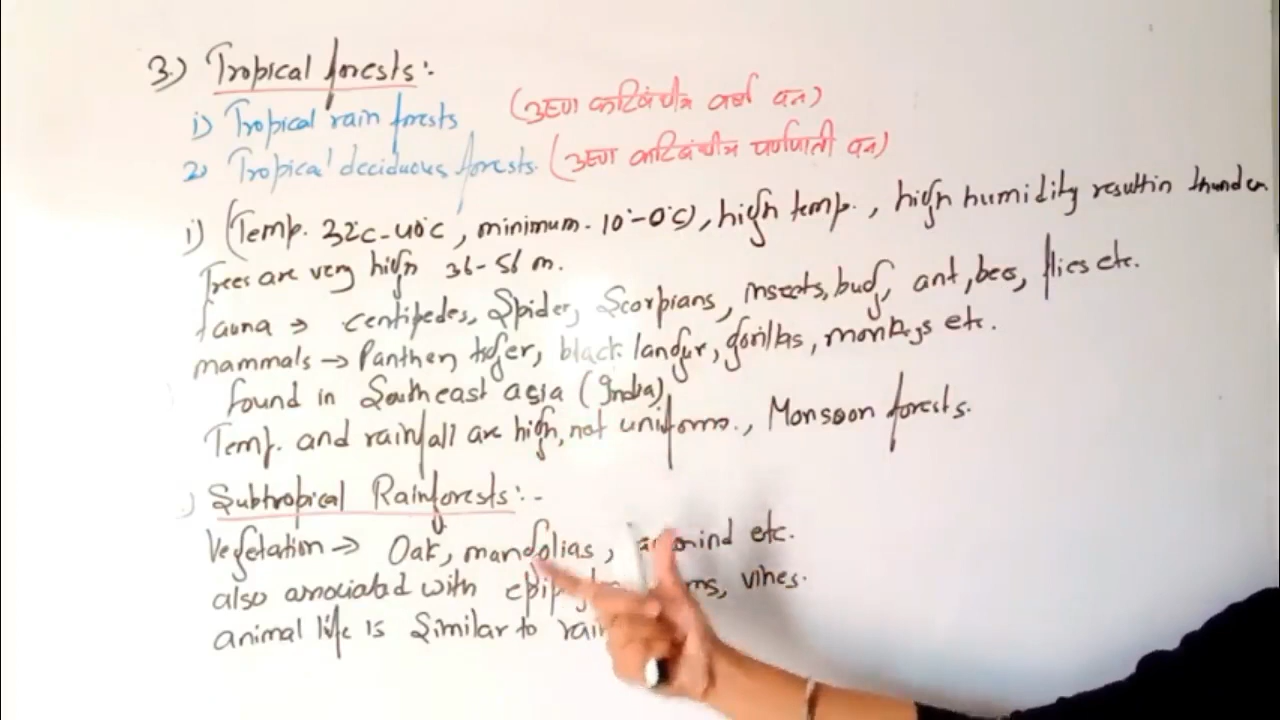 3.) Tropical forests:.
i) Tropical rain forests (उष्ण कटिबंधीय वर्षा वन)
2) Tropical deciduous forests. (उष्ण कटिबंधीय पर्णपाती वन)
i) (Temp. 32°c-40°c, minimum. 10°-0°c), high temp., high humidity result in thunder
Trees are very high 36-56 m.
fauna → centipedes, Spider, Scorpians, insects, bug, ant, bees, flies etc.
mammals → Panther, tiger, black langur, gorillas, monkeys etc.
found in Southeast asia (India),
Temp. and rainfall are high, not uniforms., Monsoon forests.
.) Subtropical Rainforests:-
Vegetation → Oak, mangolias, etc.
also associated with vines.
animal life is Similar to